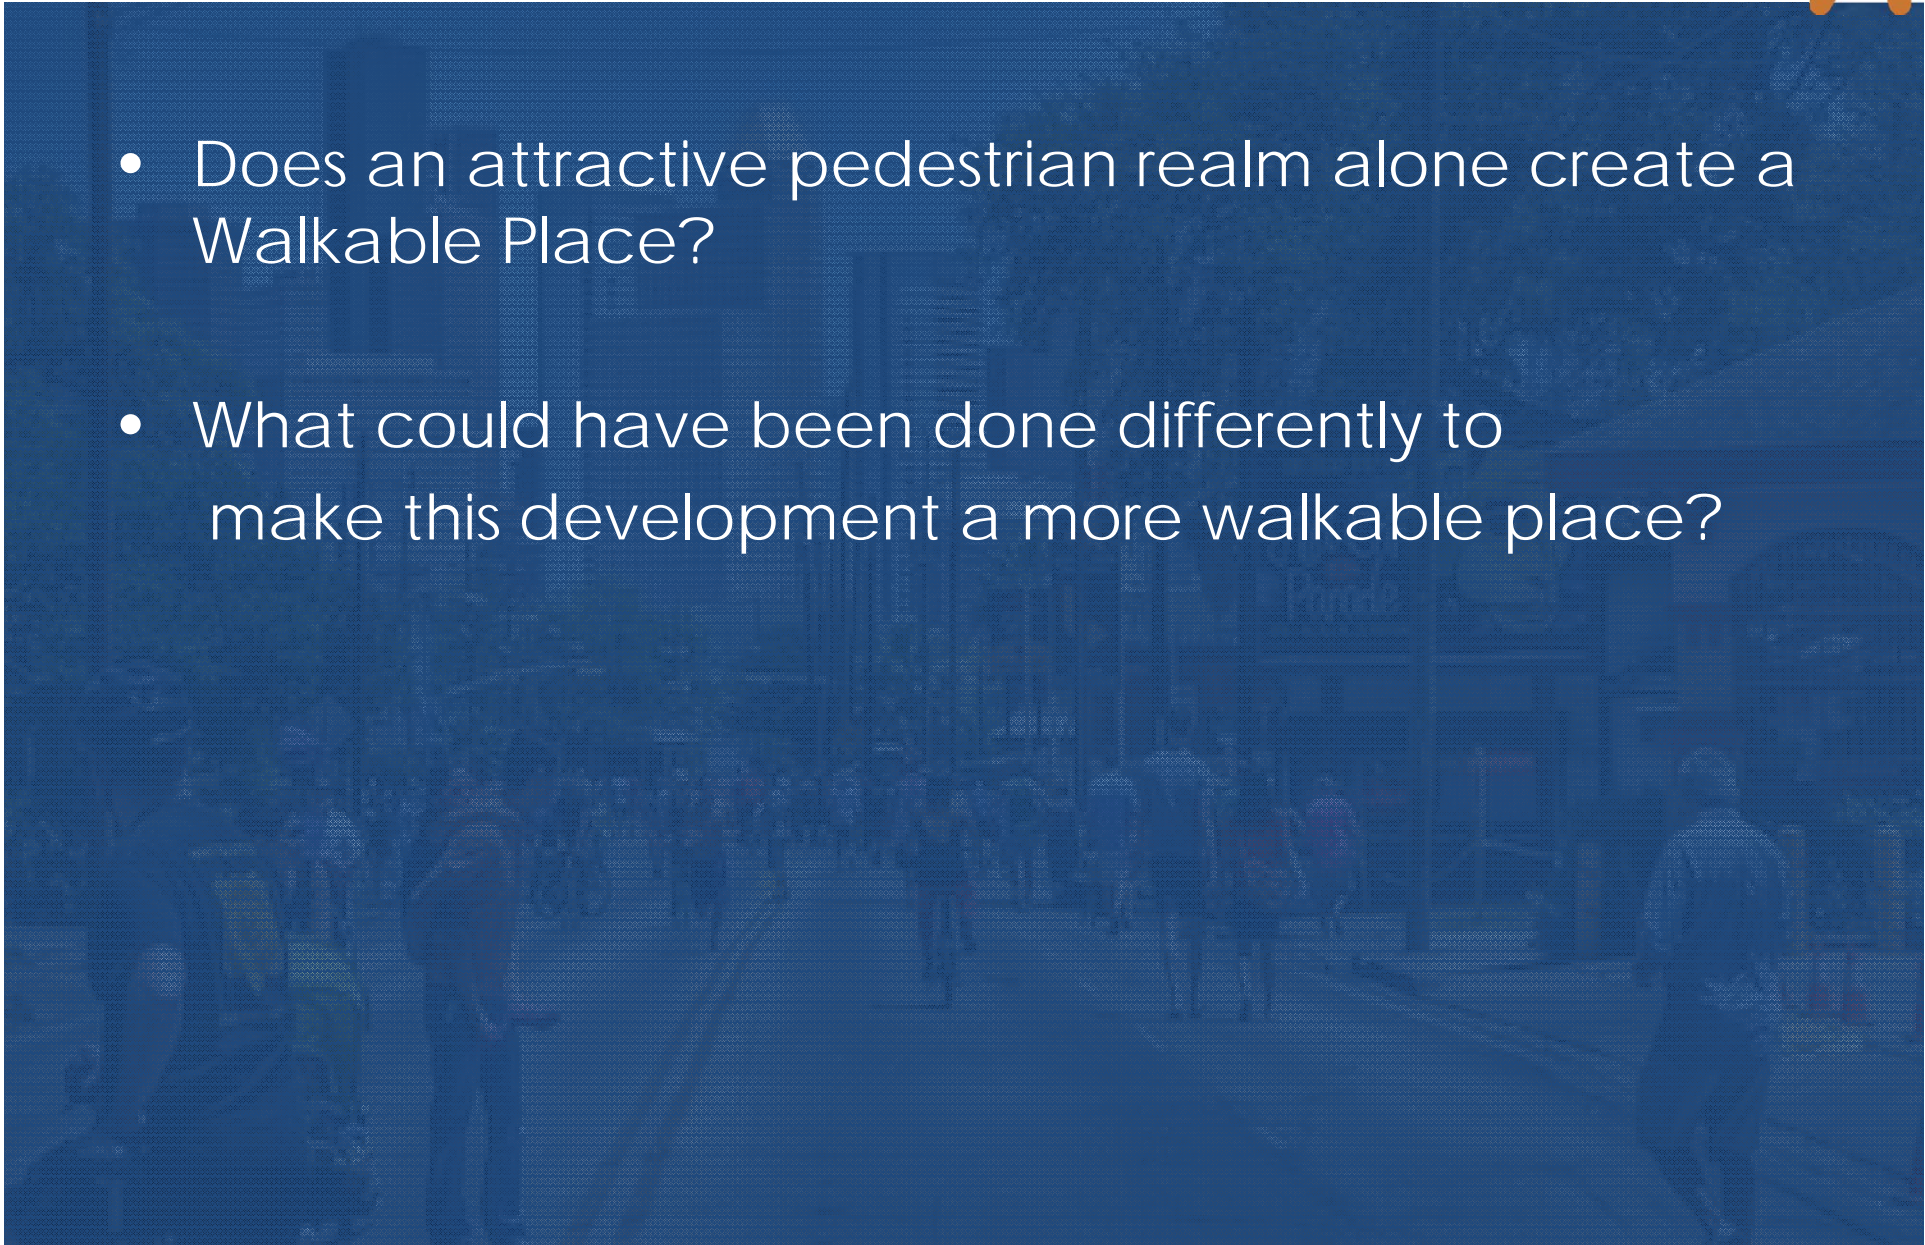 • Does an attractive pedestrian realm alone create a
Walkable Place?
• What could have been done differently to
make this development a more walkable place?